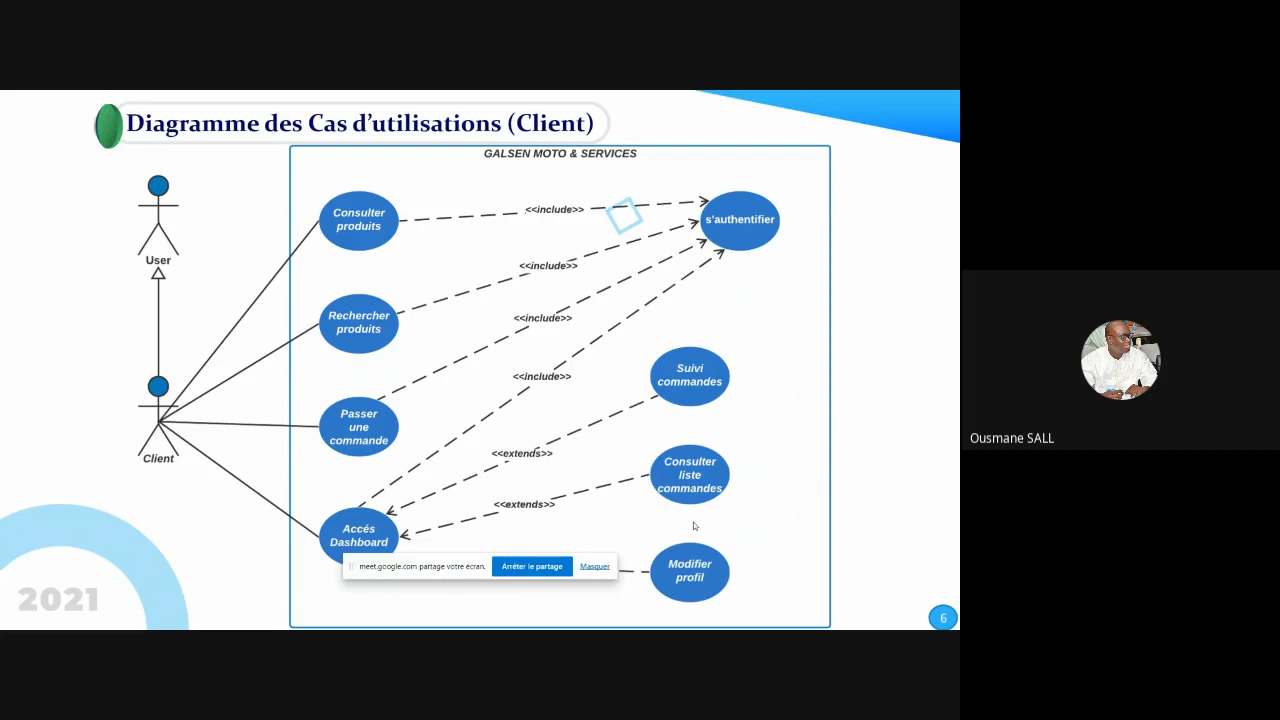 Diagramme des Cas d’utilisations (Client)
GALSEN MOTO & SERVICES
User
Client
Consulter
produits
<<include>>
s'authentifier
Rechercher
produits
<<include>>
Passer
une
commande
<<include>>
<<include>>
Suivi
commandes
<<extends>>
Consulter
liste
commandes
<<extends>>
Accés
Dashboard
Modifier
profil
meet.google.com partage votre écran.
Arrêter le partage
Masquer
2021
6
Ousmane SALL